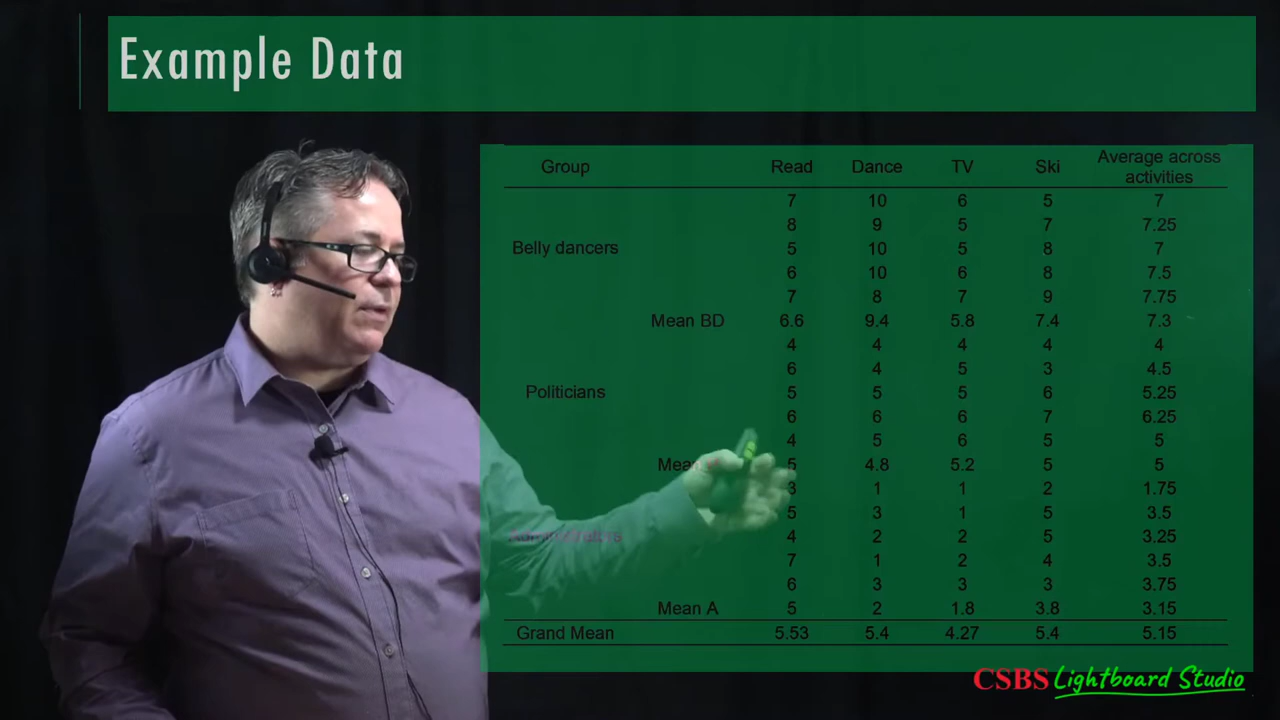 Example Data
Group Read Dance TV Ski Average across activities
7 10 6 5 7
8 9 5 7 7.25
Belly dancers 5 10 5 8 7
6 10 6 8 7.5
7 8 7 9 7.75
Mean BD 6.6 9.4 5.8 7.4 7.3
4 4 4 4 4
6 4 5 3 4.5
Politicians 5 5 5 6 5.25
6 6 6 7 6.25
4 5 6 5 5
Mean 5 4.8 5.2 5 5
3 1 1 2 1.75
5 3 1 5 3.5
4 2 2 5 3.25
7 1 2 4 3.5
6 3 3 3 3.75
Mean A 5 2 1.8 3.8 3.15
Grand Mean 5.53 5.4 4.27 5.4 5.15
CSBS Lightboard Studio